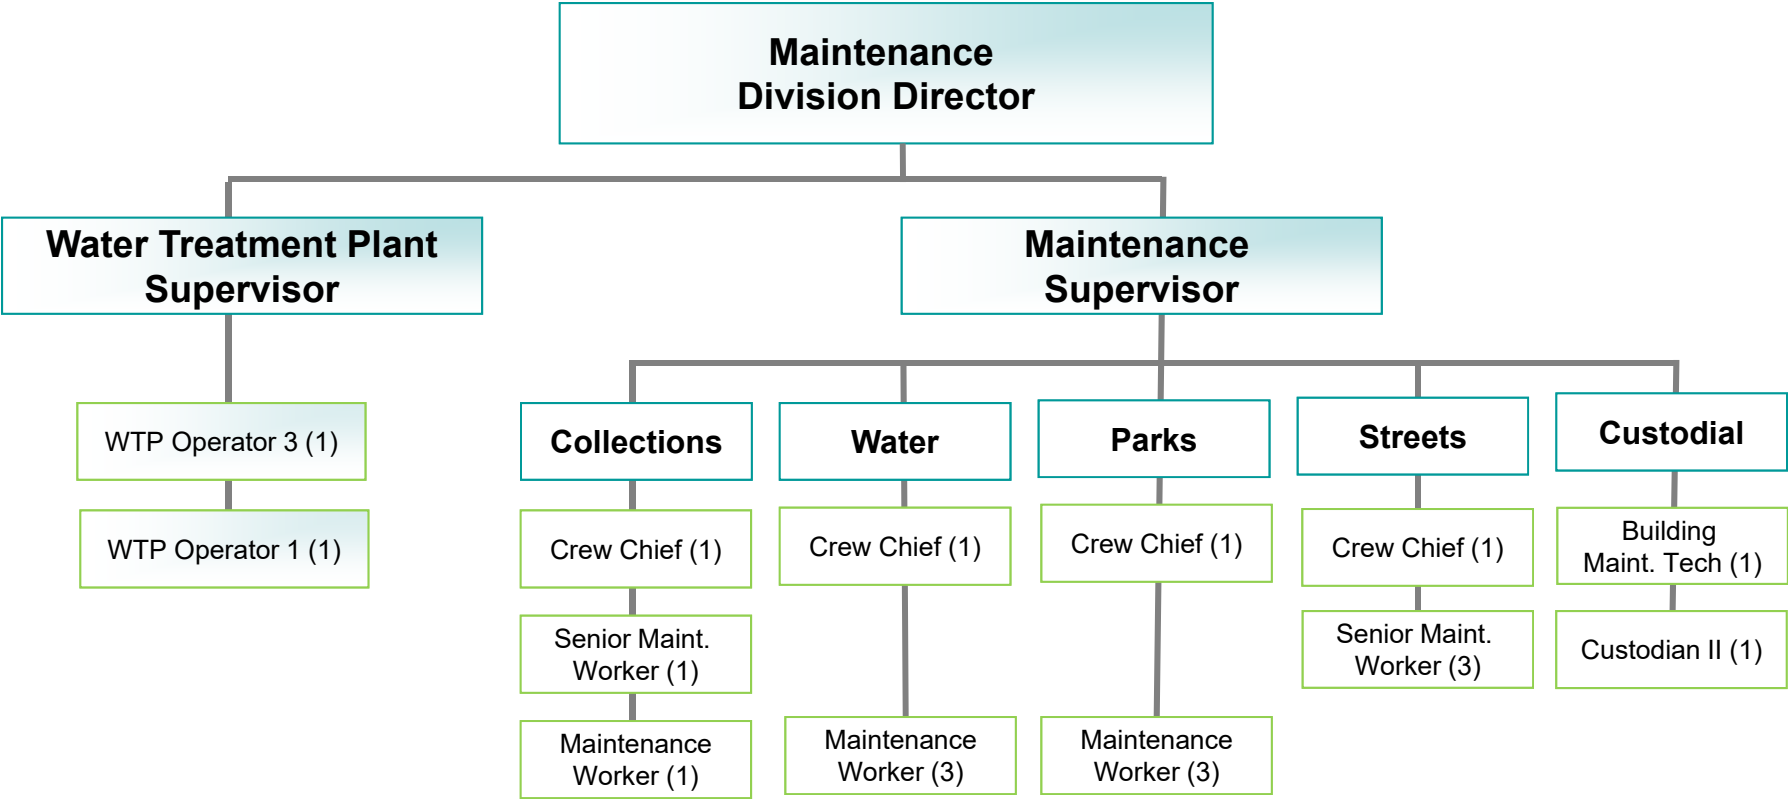 Maintenance
Division Director
Water Treatment Plant
Supervisor
Maintenance
Supervisor
WTP Operator 3 (1)
WTP Operator 1 (1)
Collections
Crew Chief (1)
Senior Maint.
Worker (1)
Maintenance
Worker (1)
Water
Crew Chief (1)
Maintenance
Worker (3)
Parks
Crew Chief (1)
Maintenance
Worker (3)
Streets
Crew Chief (1)
Senior Maint.
Worker (3)
Custodial
Building
Maint. Tech (1)
Custodian II (1)